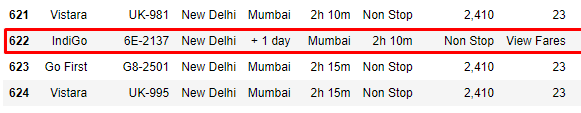 621 Vistara UK-981 New Delhi Mumbai 2h 10m Non Stop 2,410 23
622 IndiGo 6E-2137 New Delhi + 1 day Mumbai 2h 10m Non Stop View Fares
623 Go First G8-2501 New Delhi Mumbai 2h 15m Non Stop 2,410 23
624 Vistara UK-995 New Delhi Mumbai 2h 15m Non Stop 2,410 23